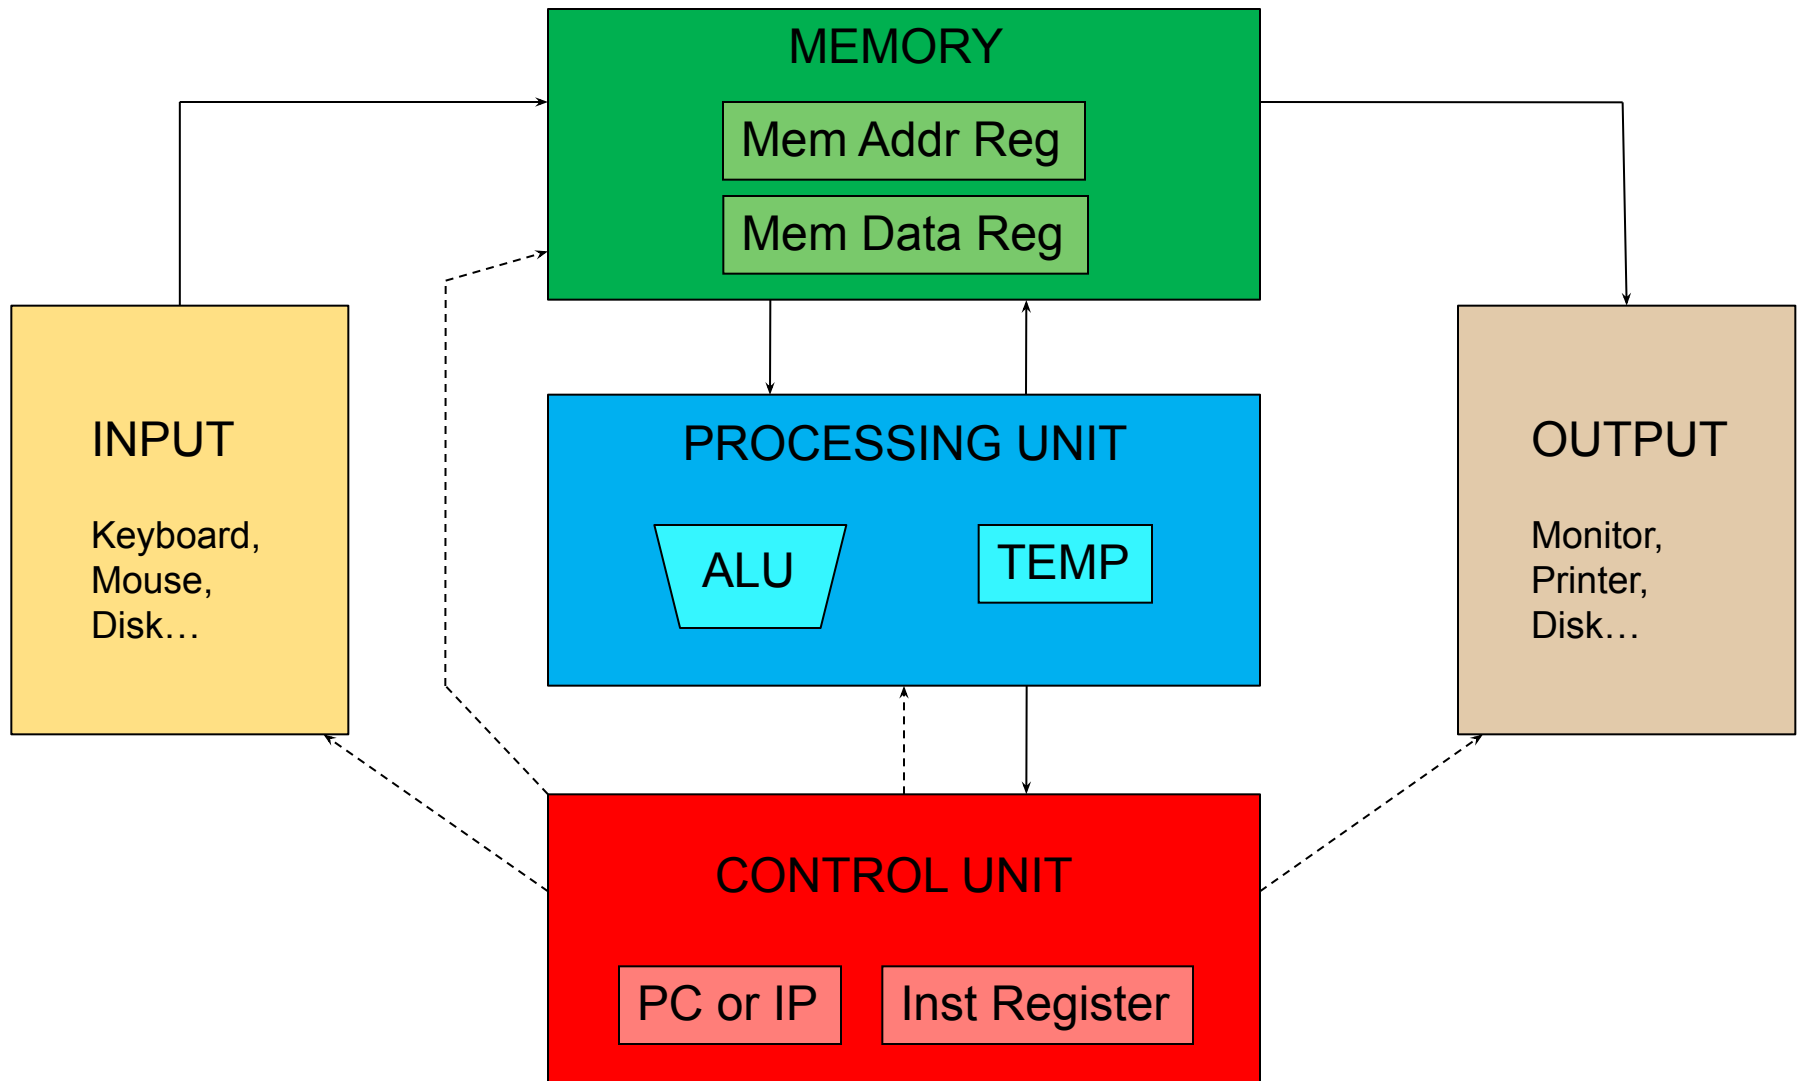 MEMORY
Mem Addr Reg
Mem Data Reg
INPUT
Keyboard,
Mouse,
Disk…
PROCESSING UNIT
ALU
TEMP
OUTPUT
Monitor,
Printer,
Disk…
CONTROL UNIT
PC or IP
Inst Register